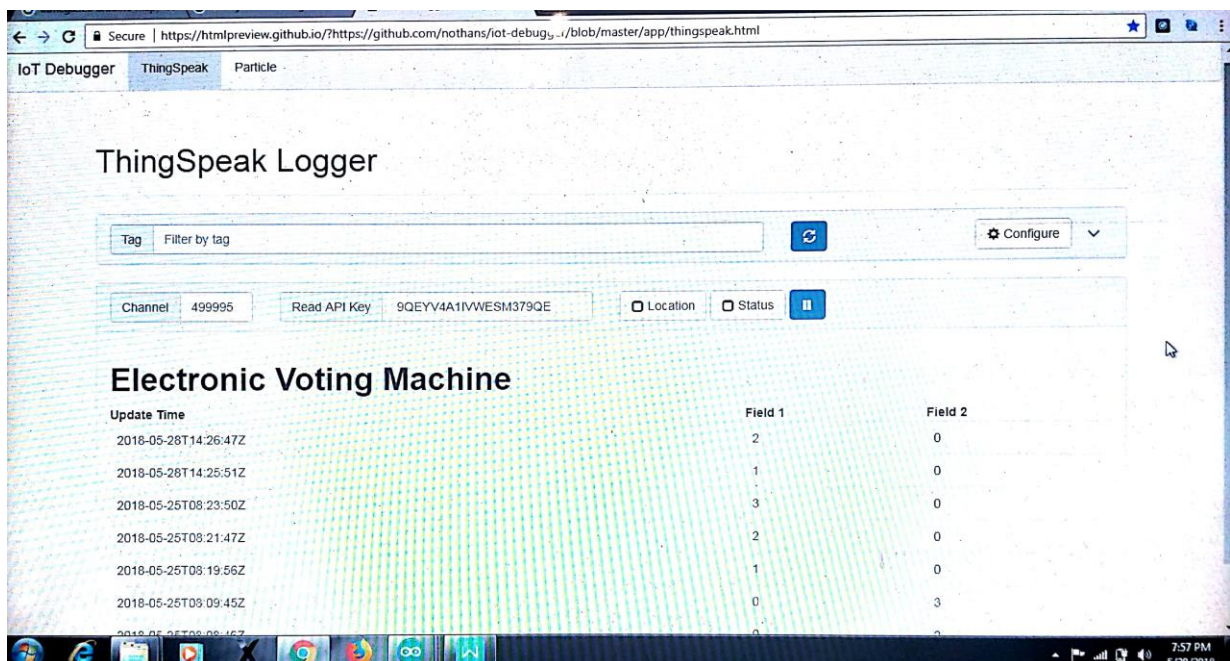 Secure | https://htmlpreview.github.io/?https://github.com/nothans/iot-debugger/blob/master/app/thingspeak.html
IoT Debugger ThingSpeak Particle
ThingSpeak Logger
Tag Filter by tag Configure
Channel 499995 Read API Key 9QEYV4A1IVWESM379QE Location Status
Electronic Voting Machine
Update Time Field 1 Field 2
2018-05-28T14:26:47Z 2 0
2018-05-28T14:25:51Z 1 0
2018-05-25T08:23:50Z 3 0
2018-05-25T08:21:47Z 2 0
2018-05-25T08:19:56Z 1 0
2018-05-25T08:09:45Z 0 3
7:57 PM